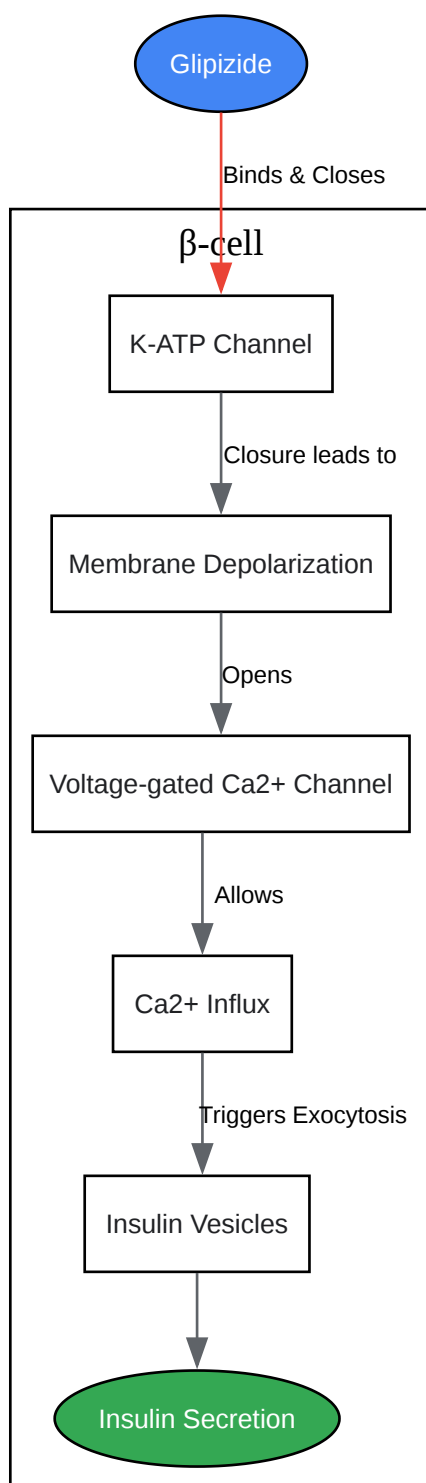 Glipizide
Binds & Closes
β-cell
K-ATP Channel
Closure leads to
Membrane Depolarization
Opens
Voltage-gated Ca2+ Channel
Allows
Ca2+ Influx
Triggers Exocytosis
Insulin Vesicles
Insulin Secretion